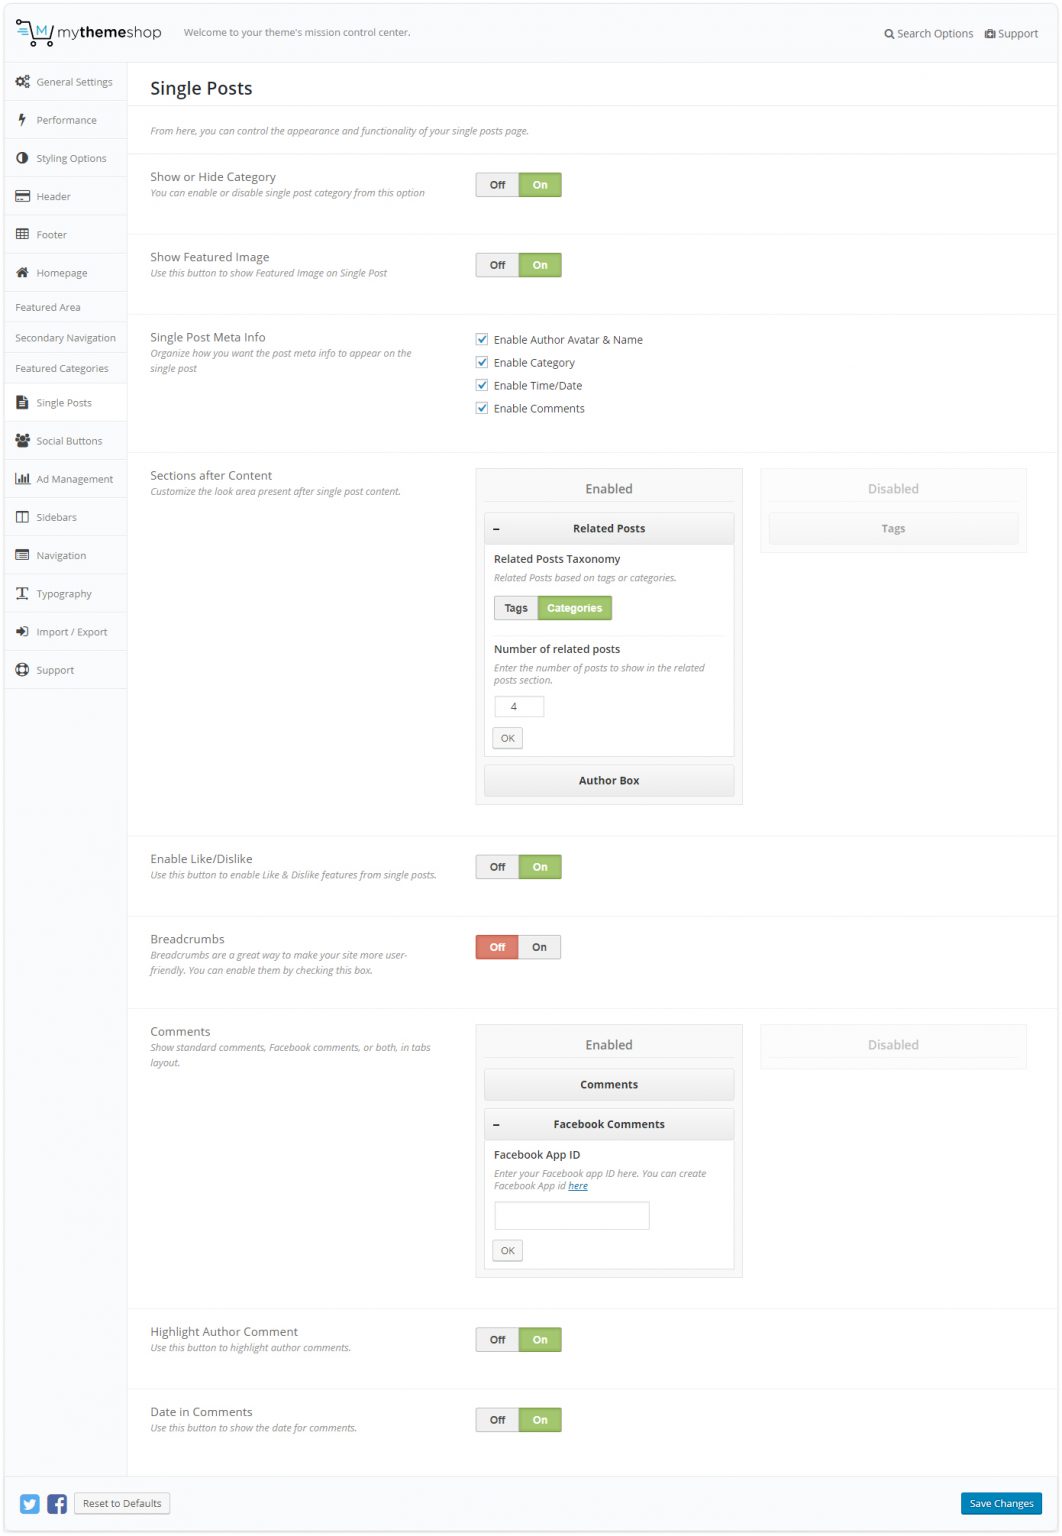 M mythemeshop
Welcome to your theme's mission control center.
Search Options Support
General Settings
Performance
Styling Options
Header
Footer
Homepage
Featured Area
Secondary Navigation
Featured Categories
Single Posts
Social Buttons
Ad Management
Sidebars
Navigation
Typography
Import / Export
Support
Single Posts
From here, you can control the appearance and functionality of your single posts page.
Show or Hide Category
You can enable or disable single post category from this option
Off On
Show Featured Image
Use this button to show Featured Image on Single Post
Off On
Single Post Meta Info
Organize how you want the post meta info to appear on the
single post
Enable Author Avatar & Name
Enable Category
Enable Time/Date
Enable Comments
Sections after Content
Customize the look area present after single post content.
Enabled
Related Posts
Related Posts Taxonomy
Related Posts based on tags or categories.
Tags Categories
Number of related posts
Enter the number of posts to show in the related
posts section.
4
OK
Author Box
Disabled
Tags
Enable Like/Dislike
Use this button to enable Like & Dislike features from single posts.
Off On
Breadcrumbs
Breadcrumbs are a great way to make your site more user-
friendly. You can enable them by checking this box.
Off On
Comments
Show standard comments, Facebook comments, or both, in tabs
layout.
Enabled
Comments
Facebook Comments
Facebook App ID
Enter your Facebook app ID here. You can create
Facebook App id here
OK
Disabled
Highlight Author Comment
Use this button to highlight author comments.
Off On
Date in Comments
Use this button to show the date for comments.
Off On
Reset to Defaults
Save Changes